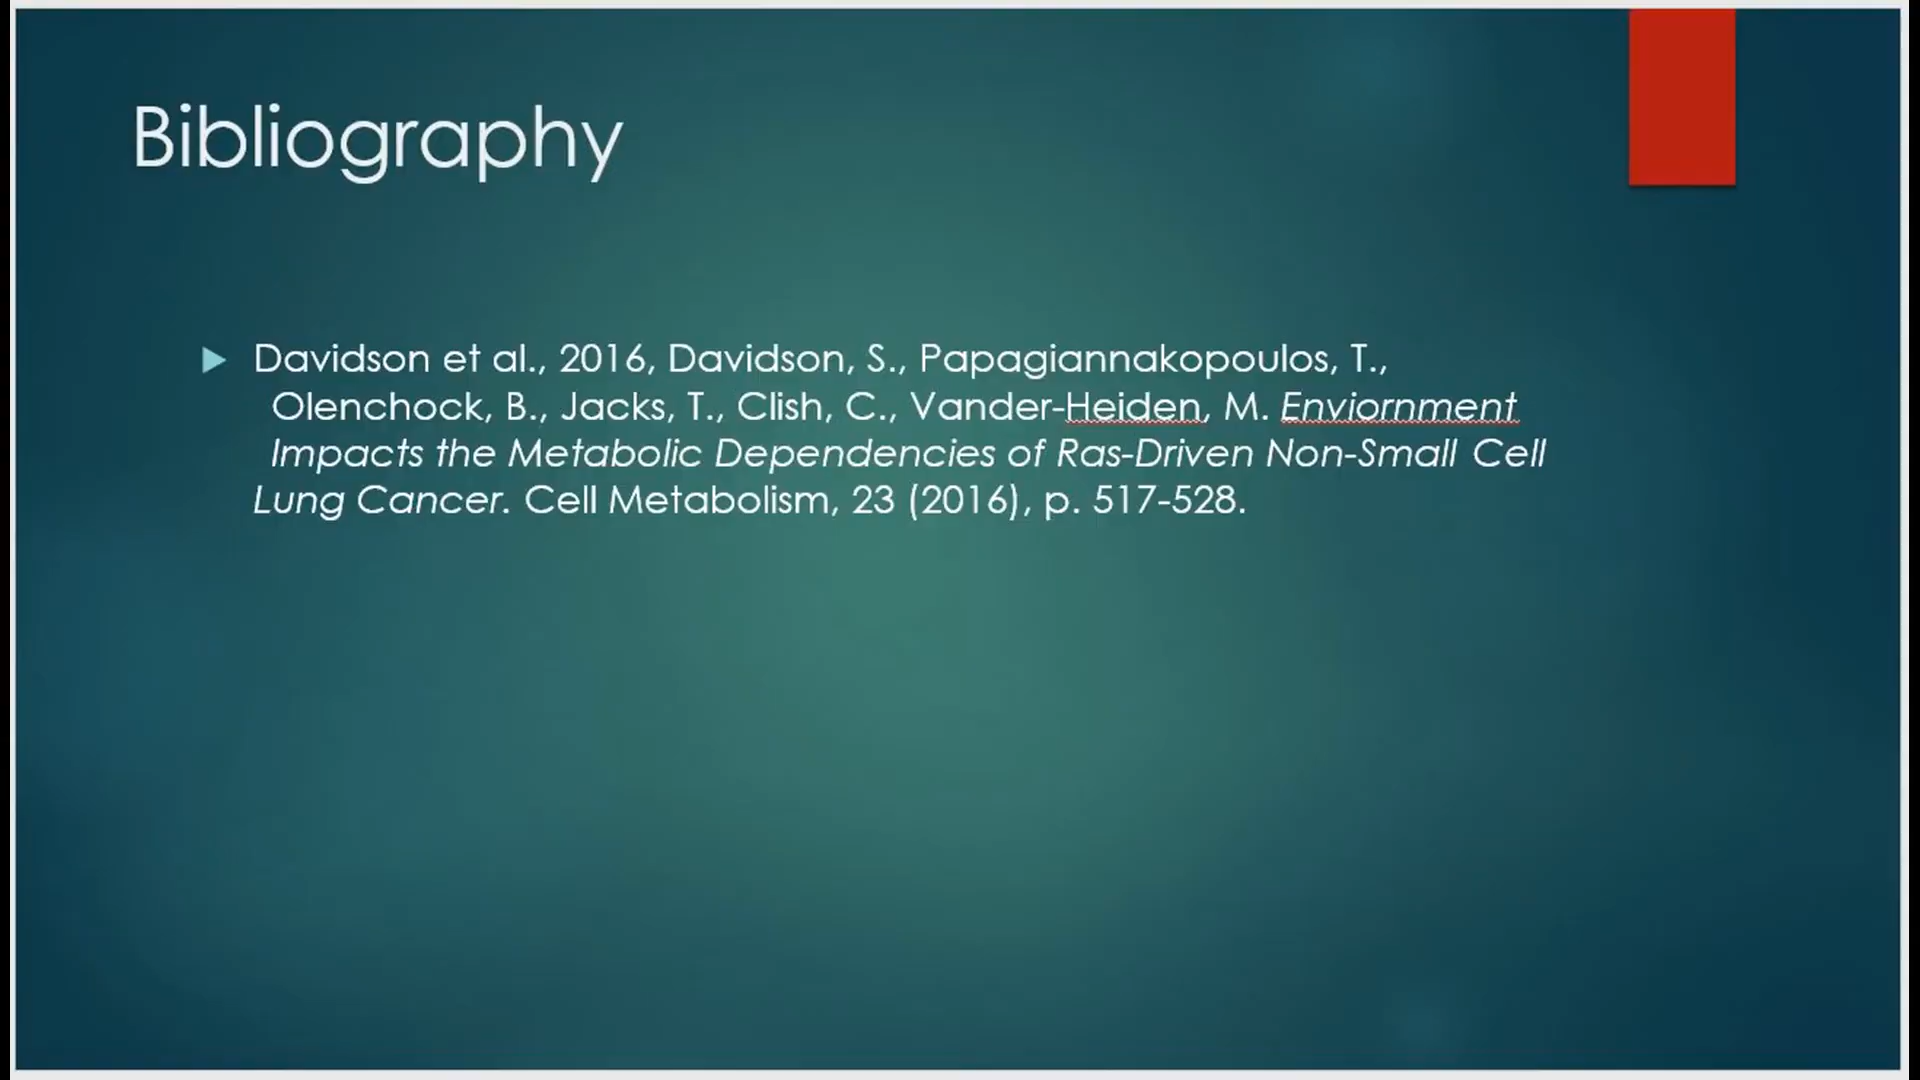 Bibliography
Davidson et al., 2016, Davidson, S., Papagiannakopoulos, T.,
Olenchock, B., Jacks, T., Clish, C., Vander-Heiden, M. Enviornment
Impacts the Metabolic Dependencies of Ras-Driven Non-Small Cell
Lung Cancer. Cell Metabolism, 23 (2016), p. 517-528.